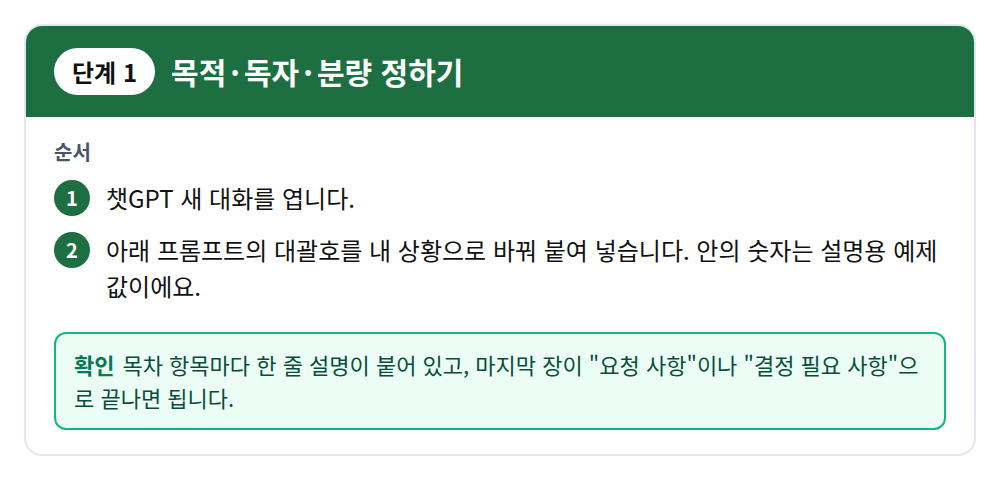 단계 1 목적·독자·분량 정하기
순서
1 챗GPT 새 대화를 엽니다.
2 아래 프롬프트의 대괄호를 내 상황으로 바꿔 붙여 넣습니다. 안의 숫자는 설명용 예제
값이에요.
확인 목차 항목마다 한 줄 설명이 붙어 있고, 마지막 장이 "요청 사항"이나 "결정 필요 사항"으
로 끝나면 됩니다.